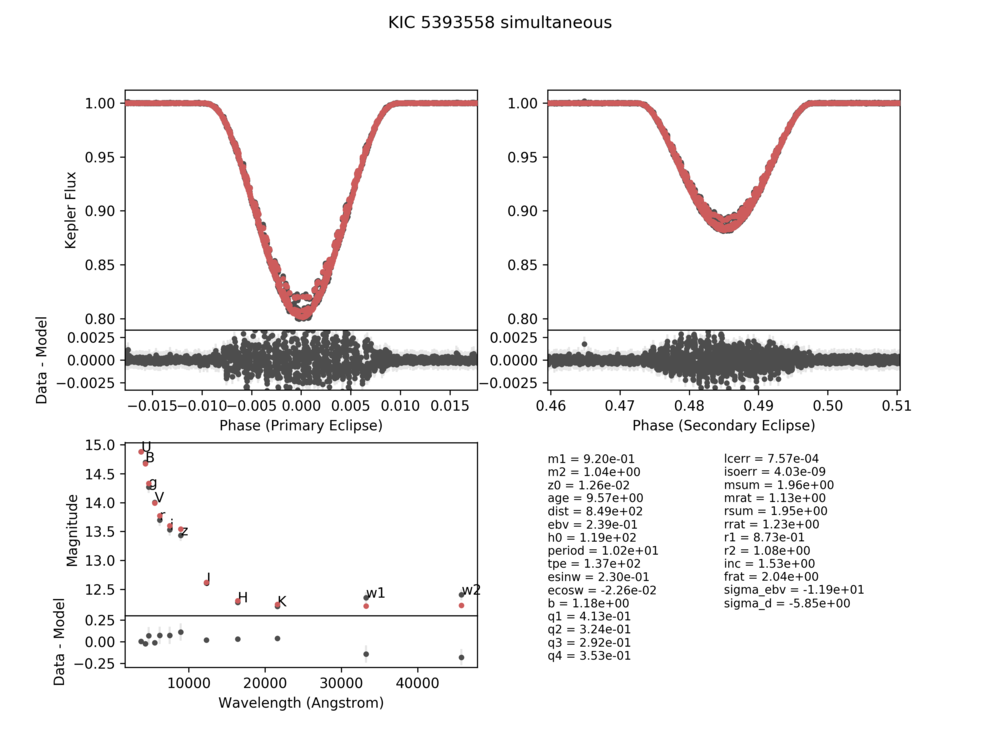 KIC 5393558 simultaneous
1.00
0.95
0.90
0.85
0.80
Kepler Flux
0.0025
0.0000
−0.0025
Data - Model
−0.015 −0.010 −0.005 0.000 0.005 0.010 0.015
Phase (Primary Eclipse)
1.00
0.95
0.90
0.85
0.80
0.0025
0.0000
−0.0025
0.46 0.47 0.48 0.49 0.50 0.51
Phase (Secondary Eclipse)
15.0
14.5
14.0
13.5
13.0
12.5
Magnitude
U
B
g
V
r
i
z
J
H
K
w1
w2
0.25
0.00
−0.25
Data - Model
10000 20000 30000 40000
Wavelength (Angstrom)
m1 = 9.20e-01
m2 = 1.04e+00
z0 = 1.26e-02
age = 9.57e+00
dist = 8.49e+02
ebv = 2.39e-01
h0 = 1.19e+02
period = 1.02e+01
tpe = 1.37e+02
esinw = 2.30e-01
ecosw = -2.26e-02
b = 1.18e+00
q1 = 4.13e-01
q2 = 3.24e-01
q3 = 2.92e-01
q4 = 3.53e-01
lcerr = 7.57e-04
isoerr = 4.03e-09
msum = 1.96e+00
mrat = 1.13e+00
rsum = 1.95e+00
rrat = 1.23e+00
r1 = 8.73e-01
r2 = 1.08e+00
inc = 1.53e+00
frat = 2.04e+00
sigma_ebv = -1.19e+01
sigma_d = -5.85e+00